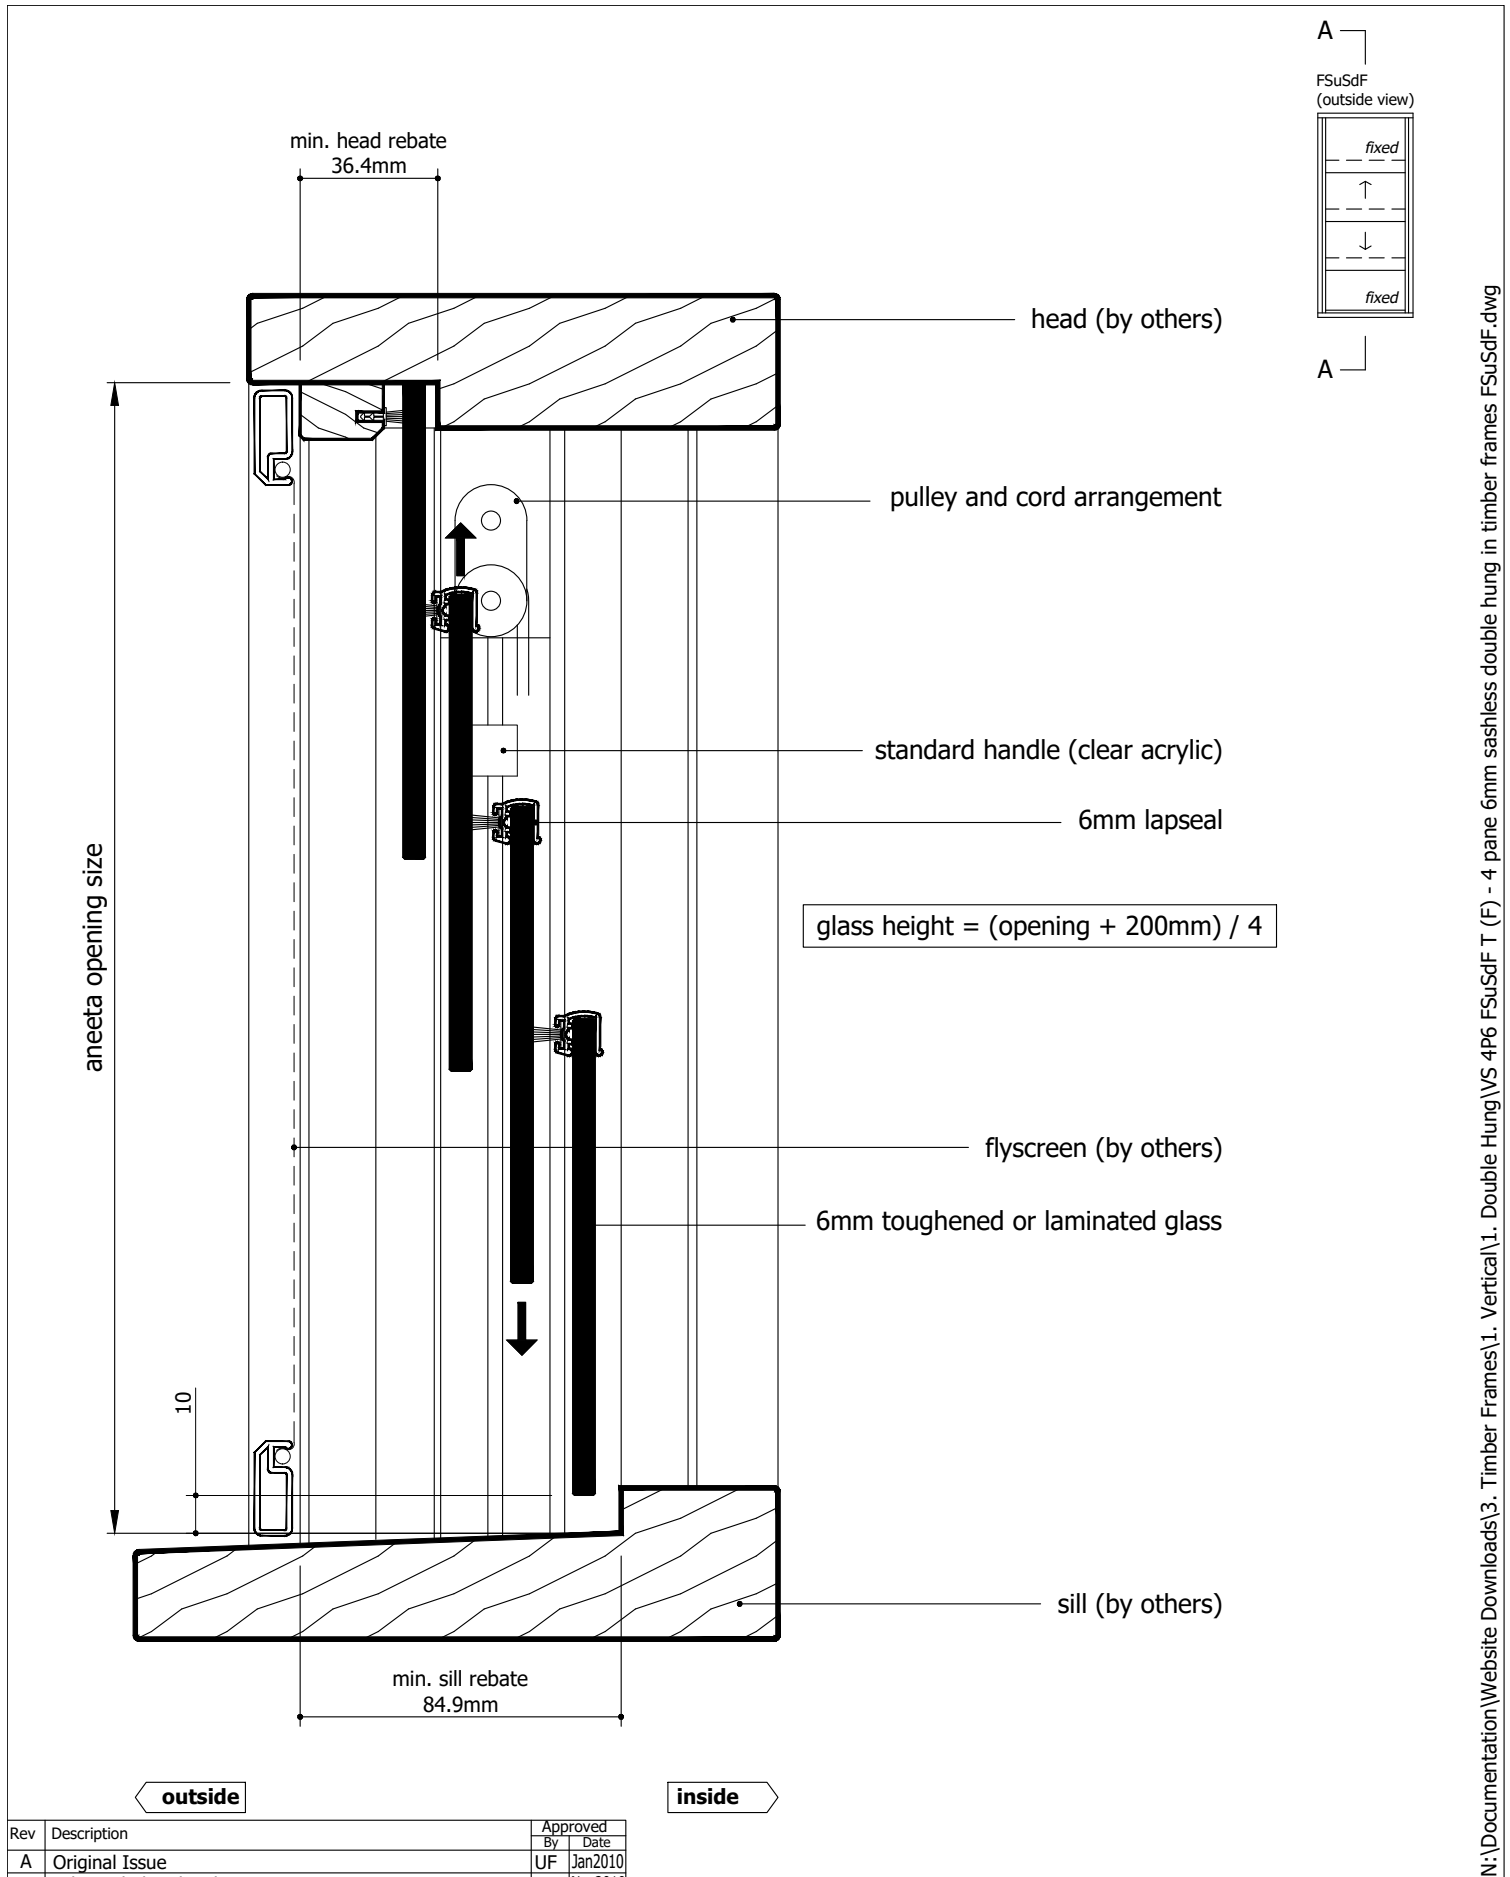 A
FSuSdF
(outside view)
fixed
fixed
A
min. head rebate
36.4mm
head (by others)
pulley and cord arrangement
standard handle (clear acrylic)
6mm lapseal
glass height = (opening + 200mm) / 4
aneeta opening size
flyscreen (by others)
6mm toughened or laminated glass
10
sill (by others)
min. sill rebate
84.9mm
outside
inside
Rev Description Approved
By Date
A Original Issue UF Jan2010
N:\Documentation\Website Downloads\3. Timber Frames\1. Vertical\1. Double Hung\VS 4P6 FSuSdF T (F) - 4 pane 6mm sashless double hung in timber frames FSuSdF.dwg